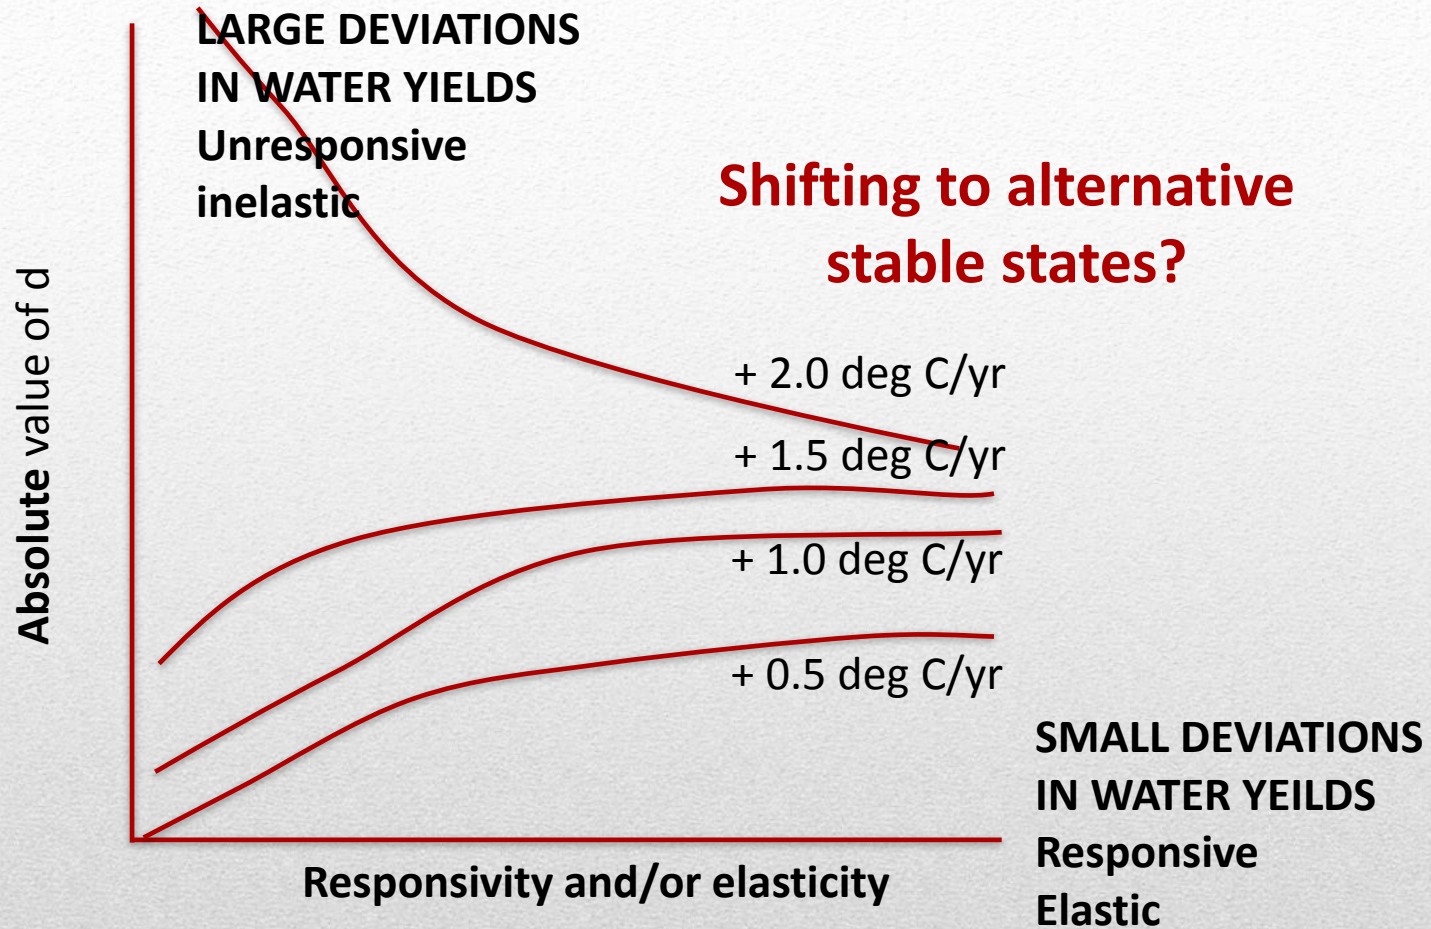 LARGE DEVIATIONS
IN WATER YIELDS
Unresponsive
inelastic
Shifting to alternative
stable states?
Absolute value of d
+ 2.0 deg C/yr
+ 1.5 deg C/yr
+ 1.0 deg C/yr
+ 0.5 deg C/yr
SMALL DEVIATIONS
IN WATER YEILDS
Responsive
Elastic
Responsivity and/or elasticity